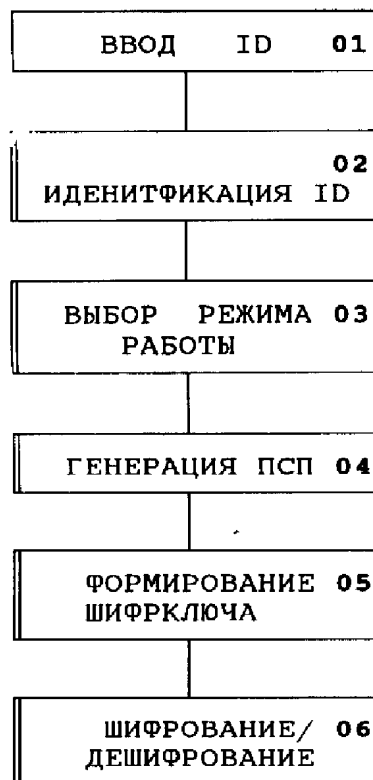 ВВОД ID 01
02
ИДЕНИТФИКАЦИЯ ID
ВЫБОР РЕЖИМА 03
РАБОТЫ
ГЕНЕРАЦИЯ ПСП 04
ФОРМИРОВАНИЕ 05
ШИФРКЛЮЧА
ШИФРОВАНИЕ/ 06
ДЕШИФРОВАНИЕ